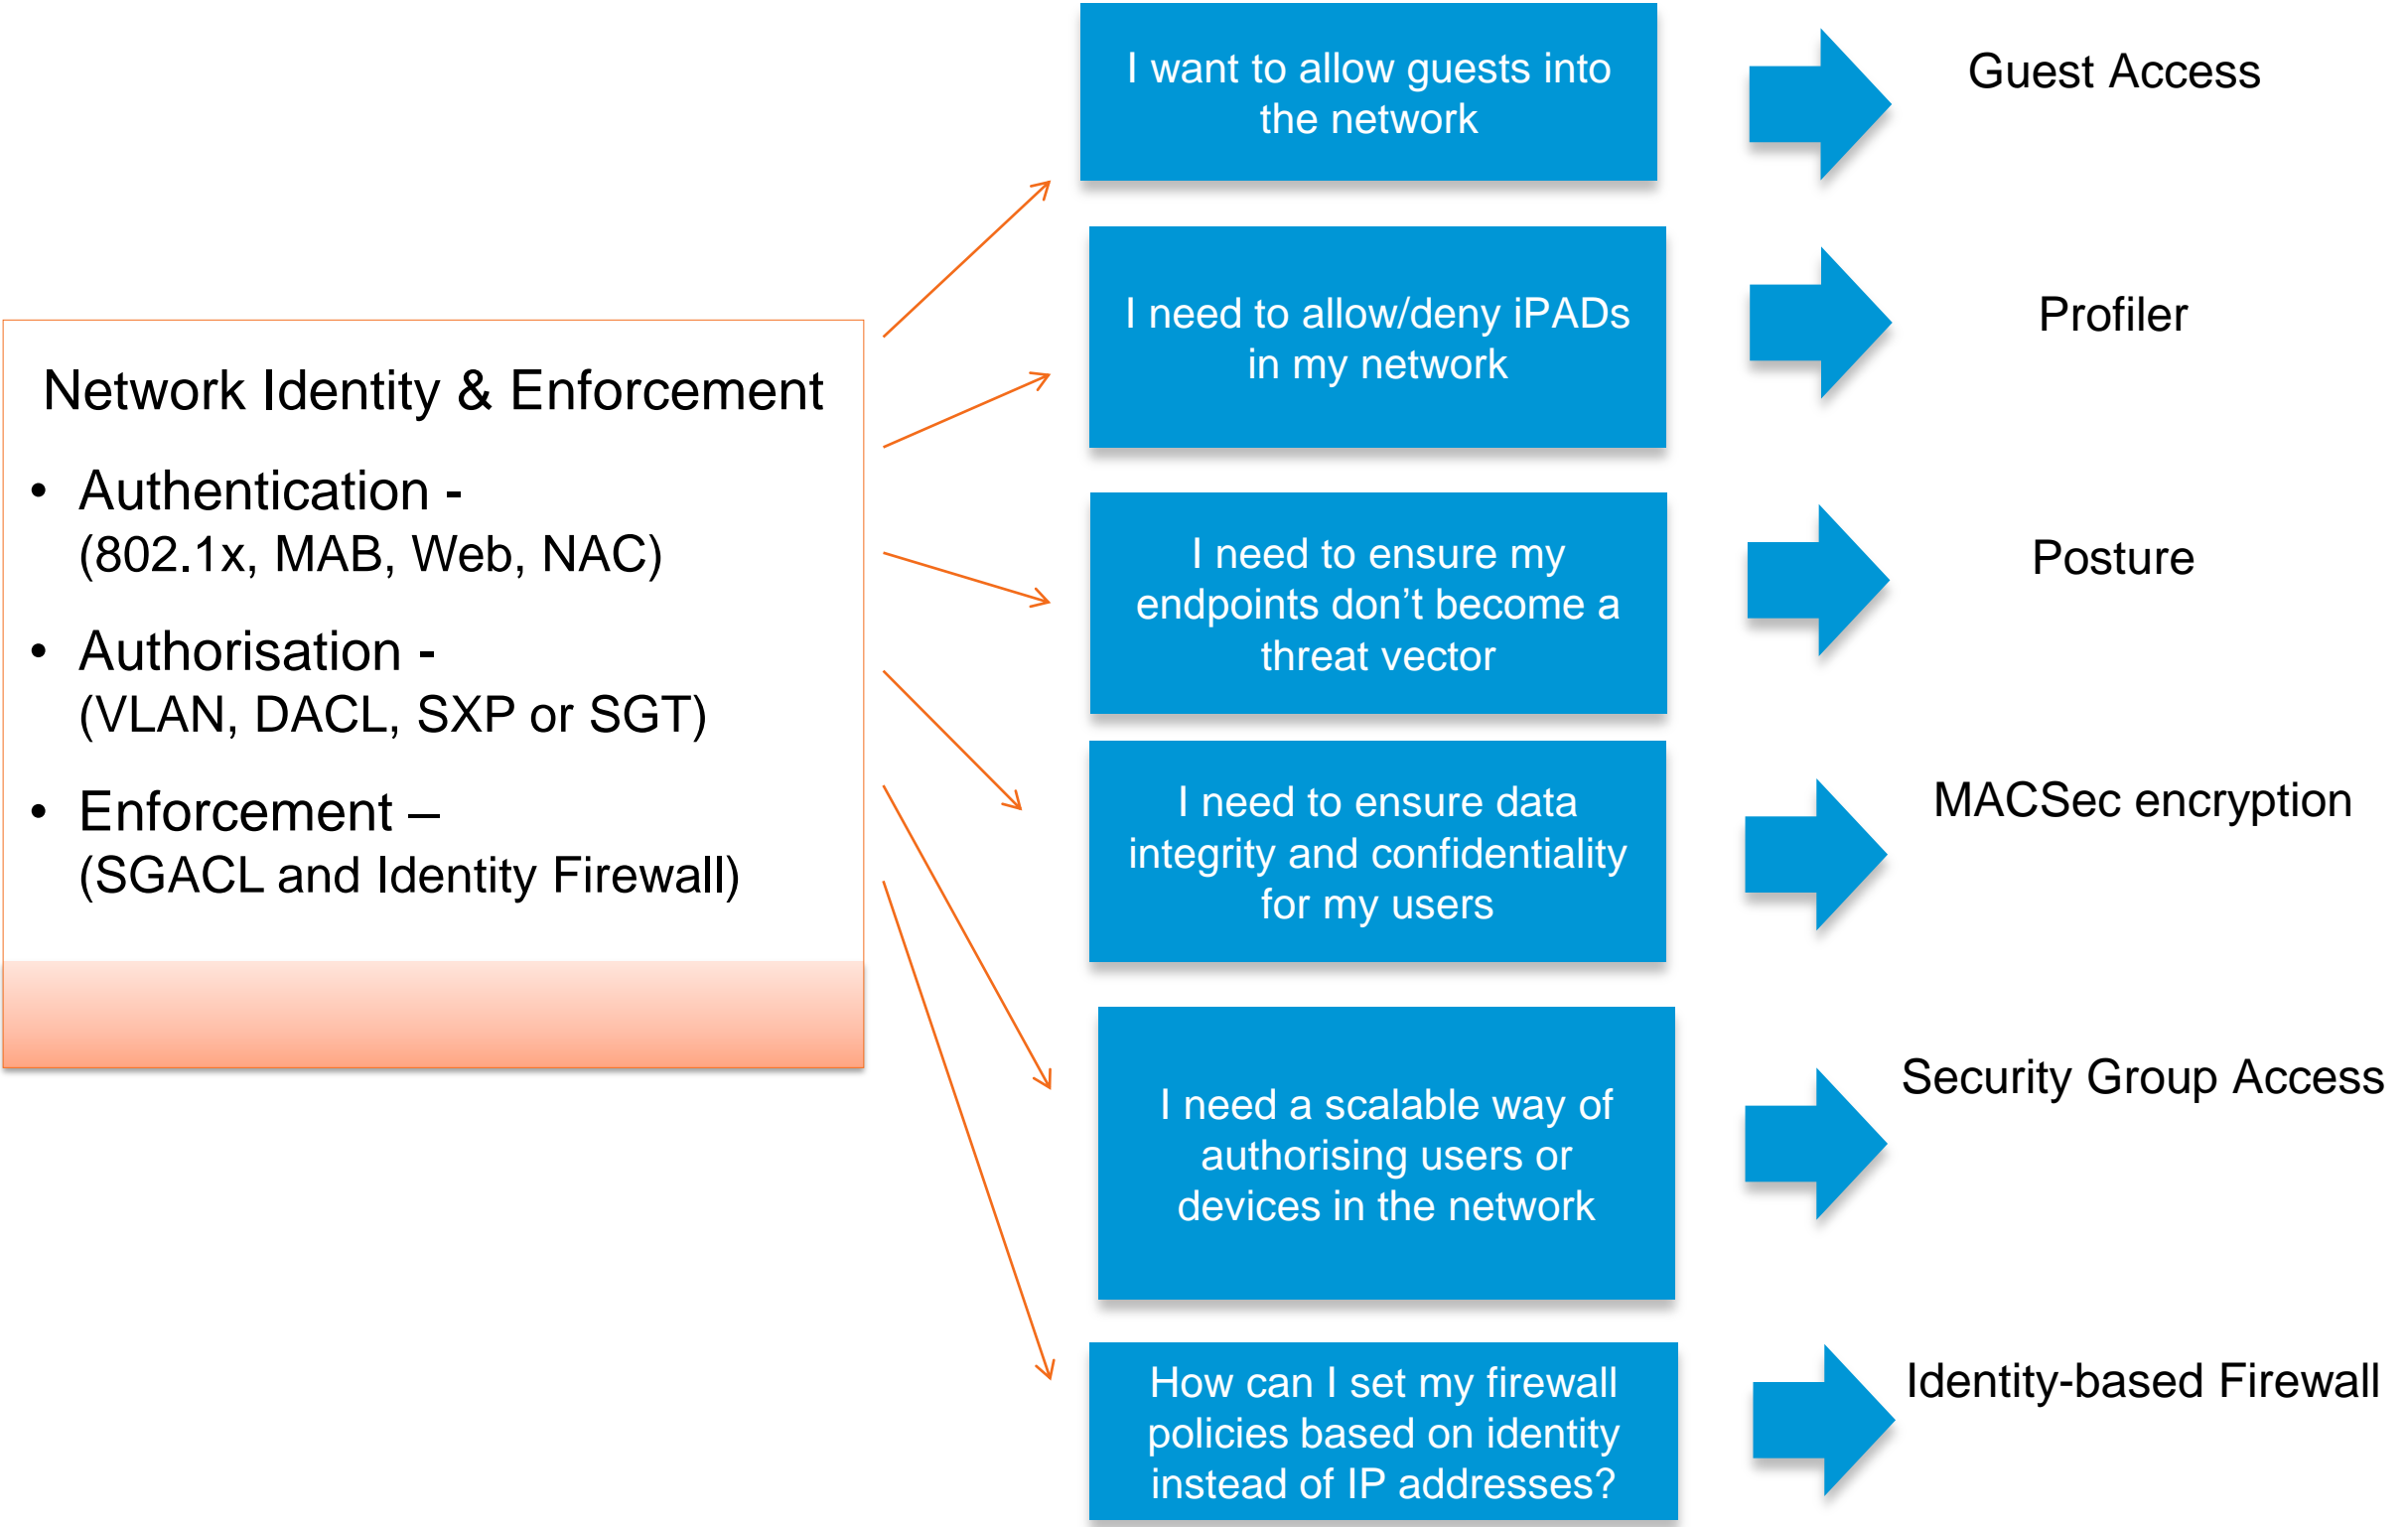 Network Identity & Enforcement
• Authentication -
(802.1x, MAB, Web, NAC)
• Authorisation -
(VLAN, DACL, SXP or SGT)
• Enforcement –
(SGACL and Identity Firewall)
I want to allow guests into
the network
Guest Access
I need to allow/deny iPADs
in my network
Profiler
I need to ensure my
endpoints don’t become a
threat vector
Posture
I need to ensure data
integrity and confidentiality
for my users
MACSec encryption
I need a scalable way of
authorising users or
devices in the network
Security Group Access
How can I set my firewall
policies based on identity
instead of IP addresses?
Identity-based Firewall